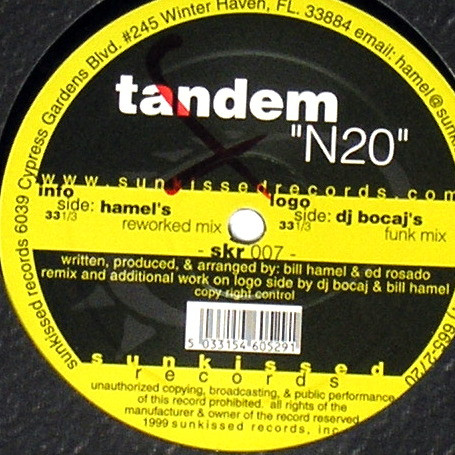 sunkissed records 6039 Cypress Gardens Blvd. #245 Winter Haven, FL. 33884 email: hamel@sunki
tandem
"N20"
www.sunkissedrecords.com
info side: hamel's reworked mix
33 1/3
logo side: dj bocaj's funk mix
33 1/3
- skr 007 -
written, produced, & arranged by: bill hamel & ed rosado
remix and additional work on logo side by dj bocaj & bill hamel
copy right control
5 033154 605291
sunkissed
records
unauthorized copying, broadcasting, & public performance
of this record prohibited. all rights of the
manufacturer & owner of the record reserved
1999 sunkissed records, inc.